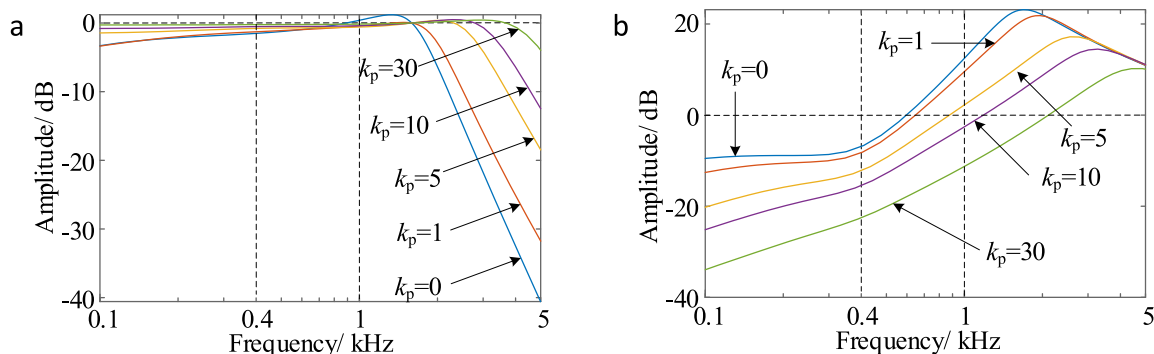 a
Amplitude/ dB
0
-10
-20
-30
-40
kp=30
kp=10
kp=5
kp=1
kp=0
0.1
0.4
1
5
Frequency/ kHz
b
Amplitude/ dB
20
0
-20
-40
kp=0
kp=1
kp=5
kp=10
kp=30
0.1
0.4
1
5
Frequency/ kHz